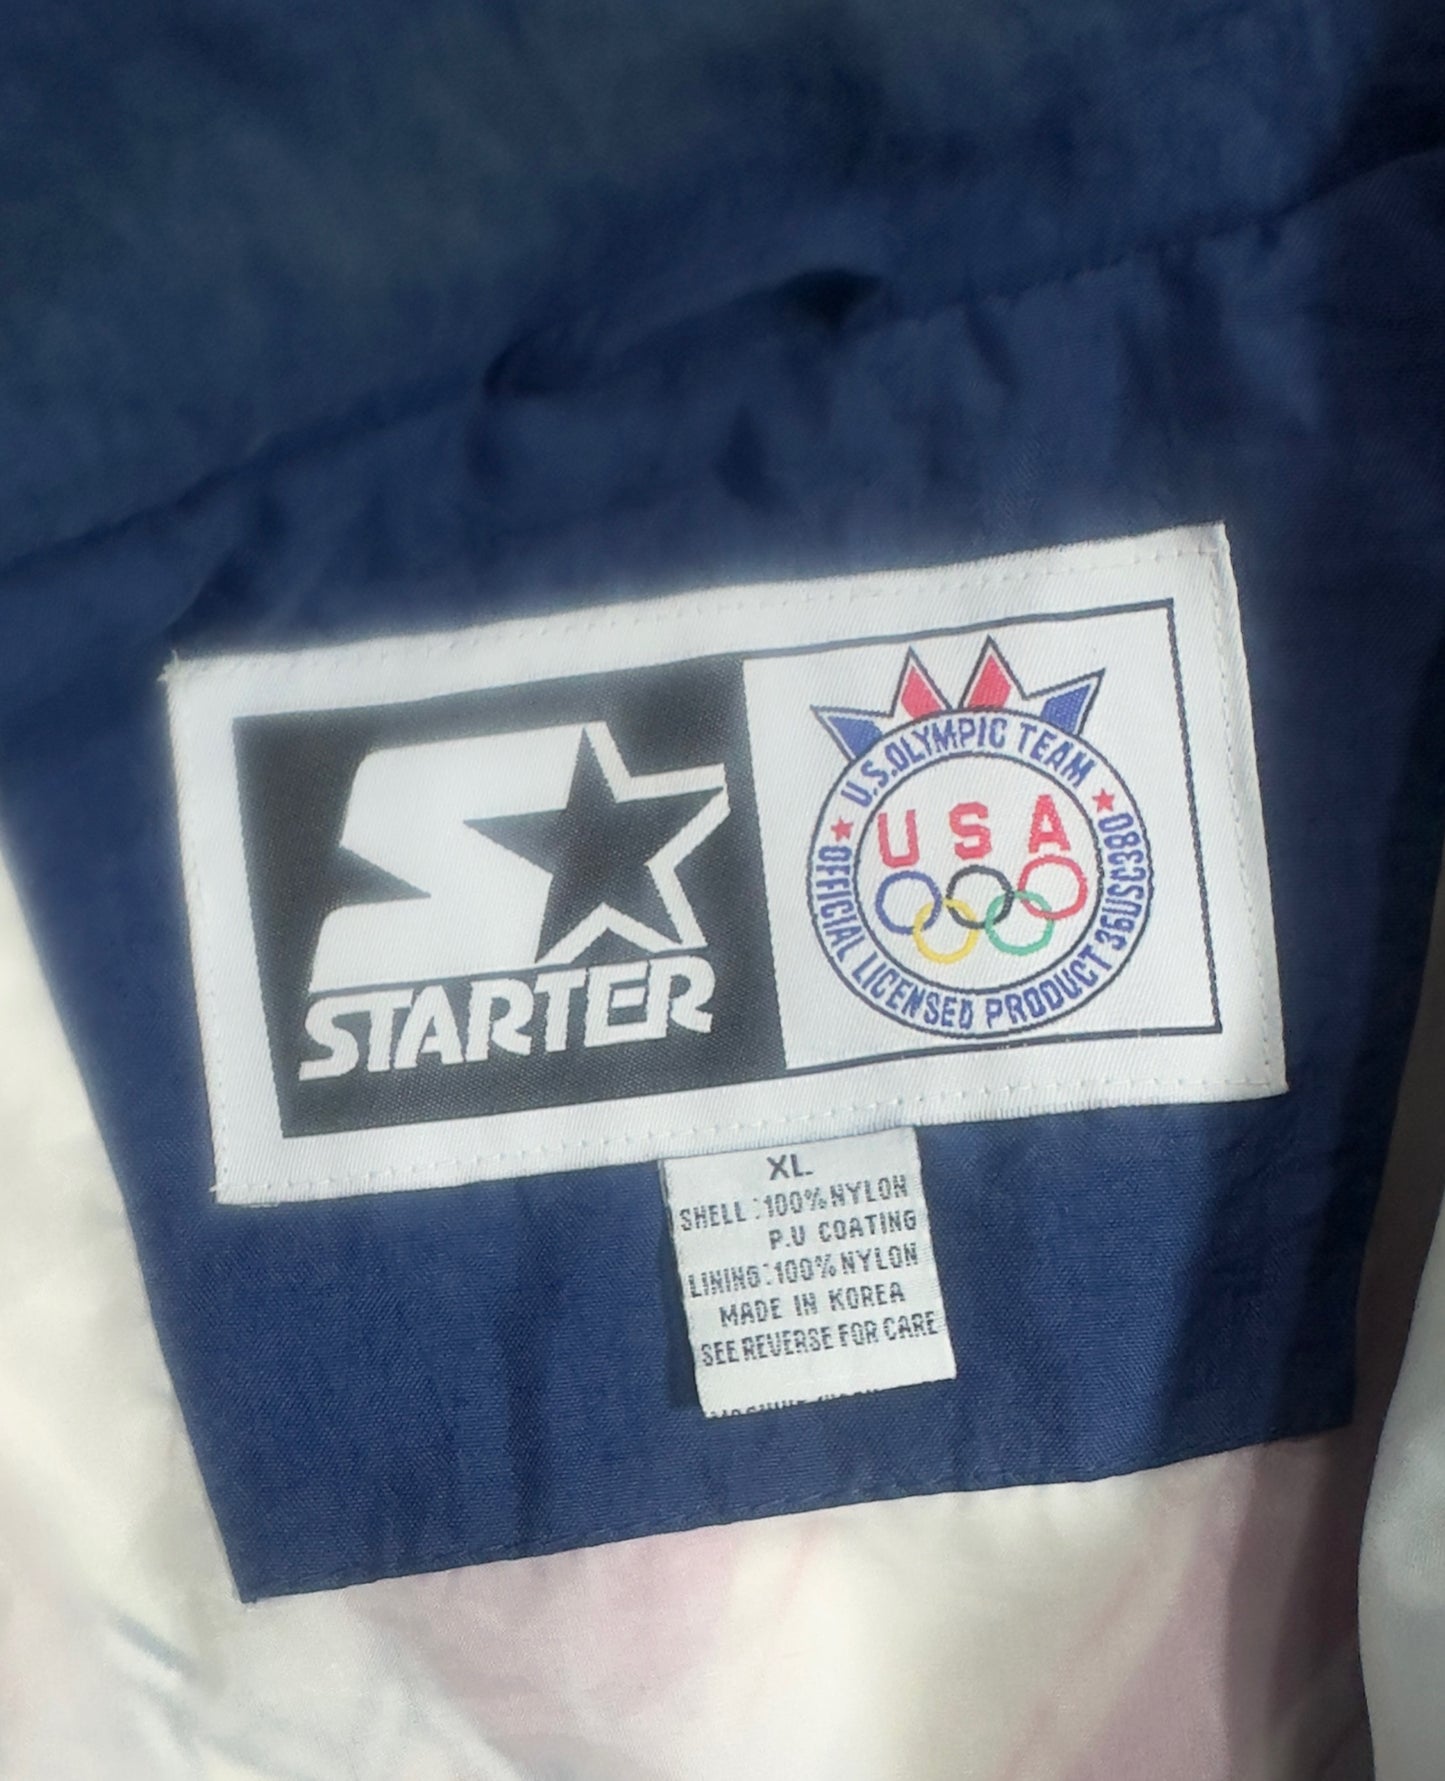 STARTER
U.S.OLYMPIC TEAM
USA
OFFICIAL LICENSED PRODUCT 36USC380
XL
SHELL:100%NYLON
P.U COATING
LINING:100%NYLON
MADE IN KOREA
SEE REVERSE FOR CARE